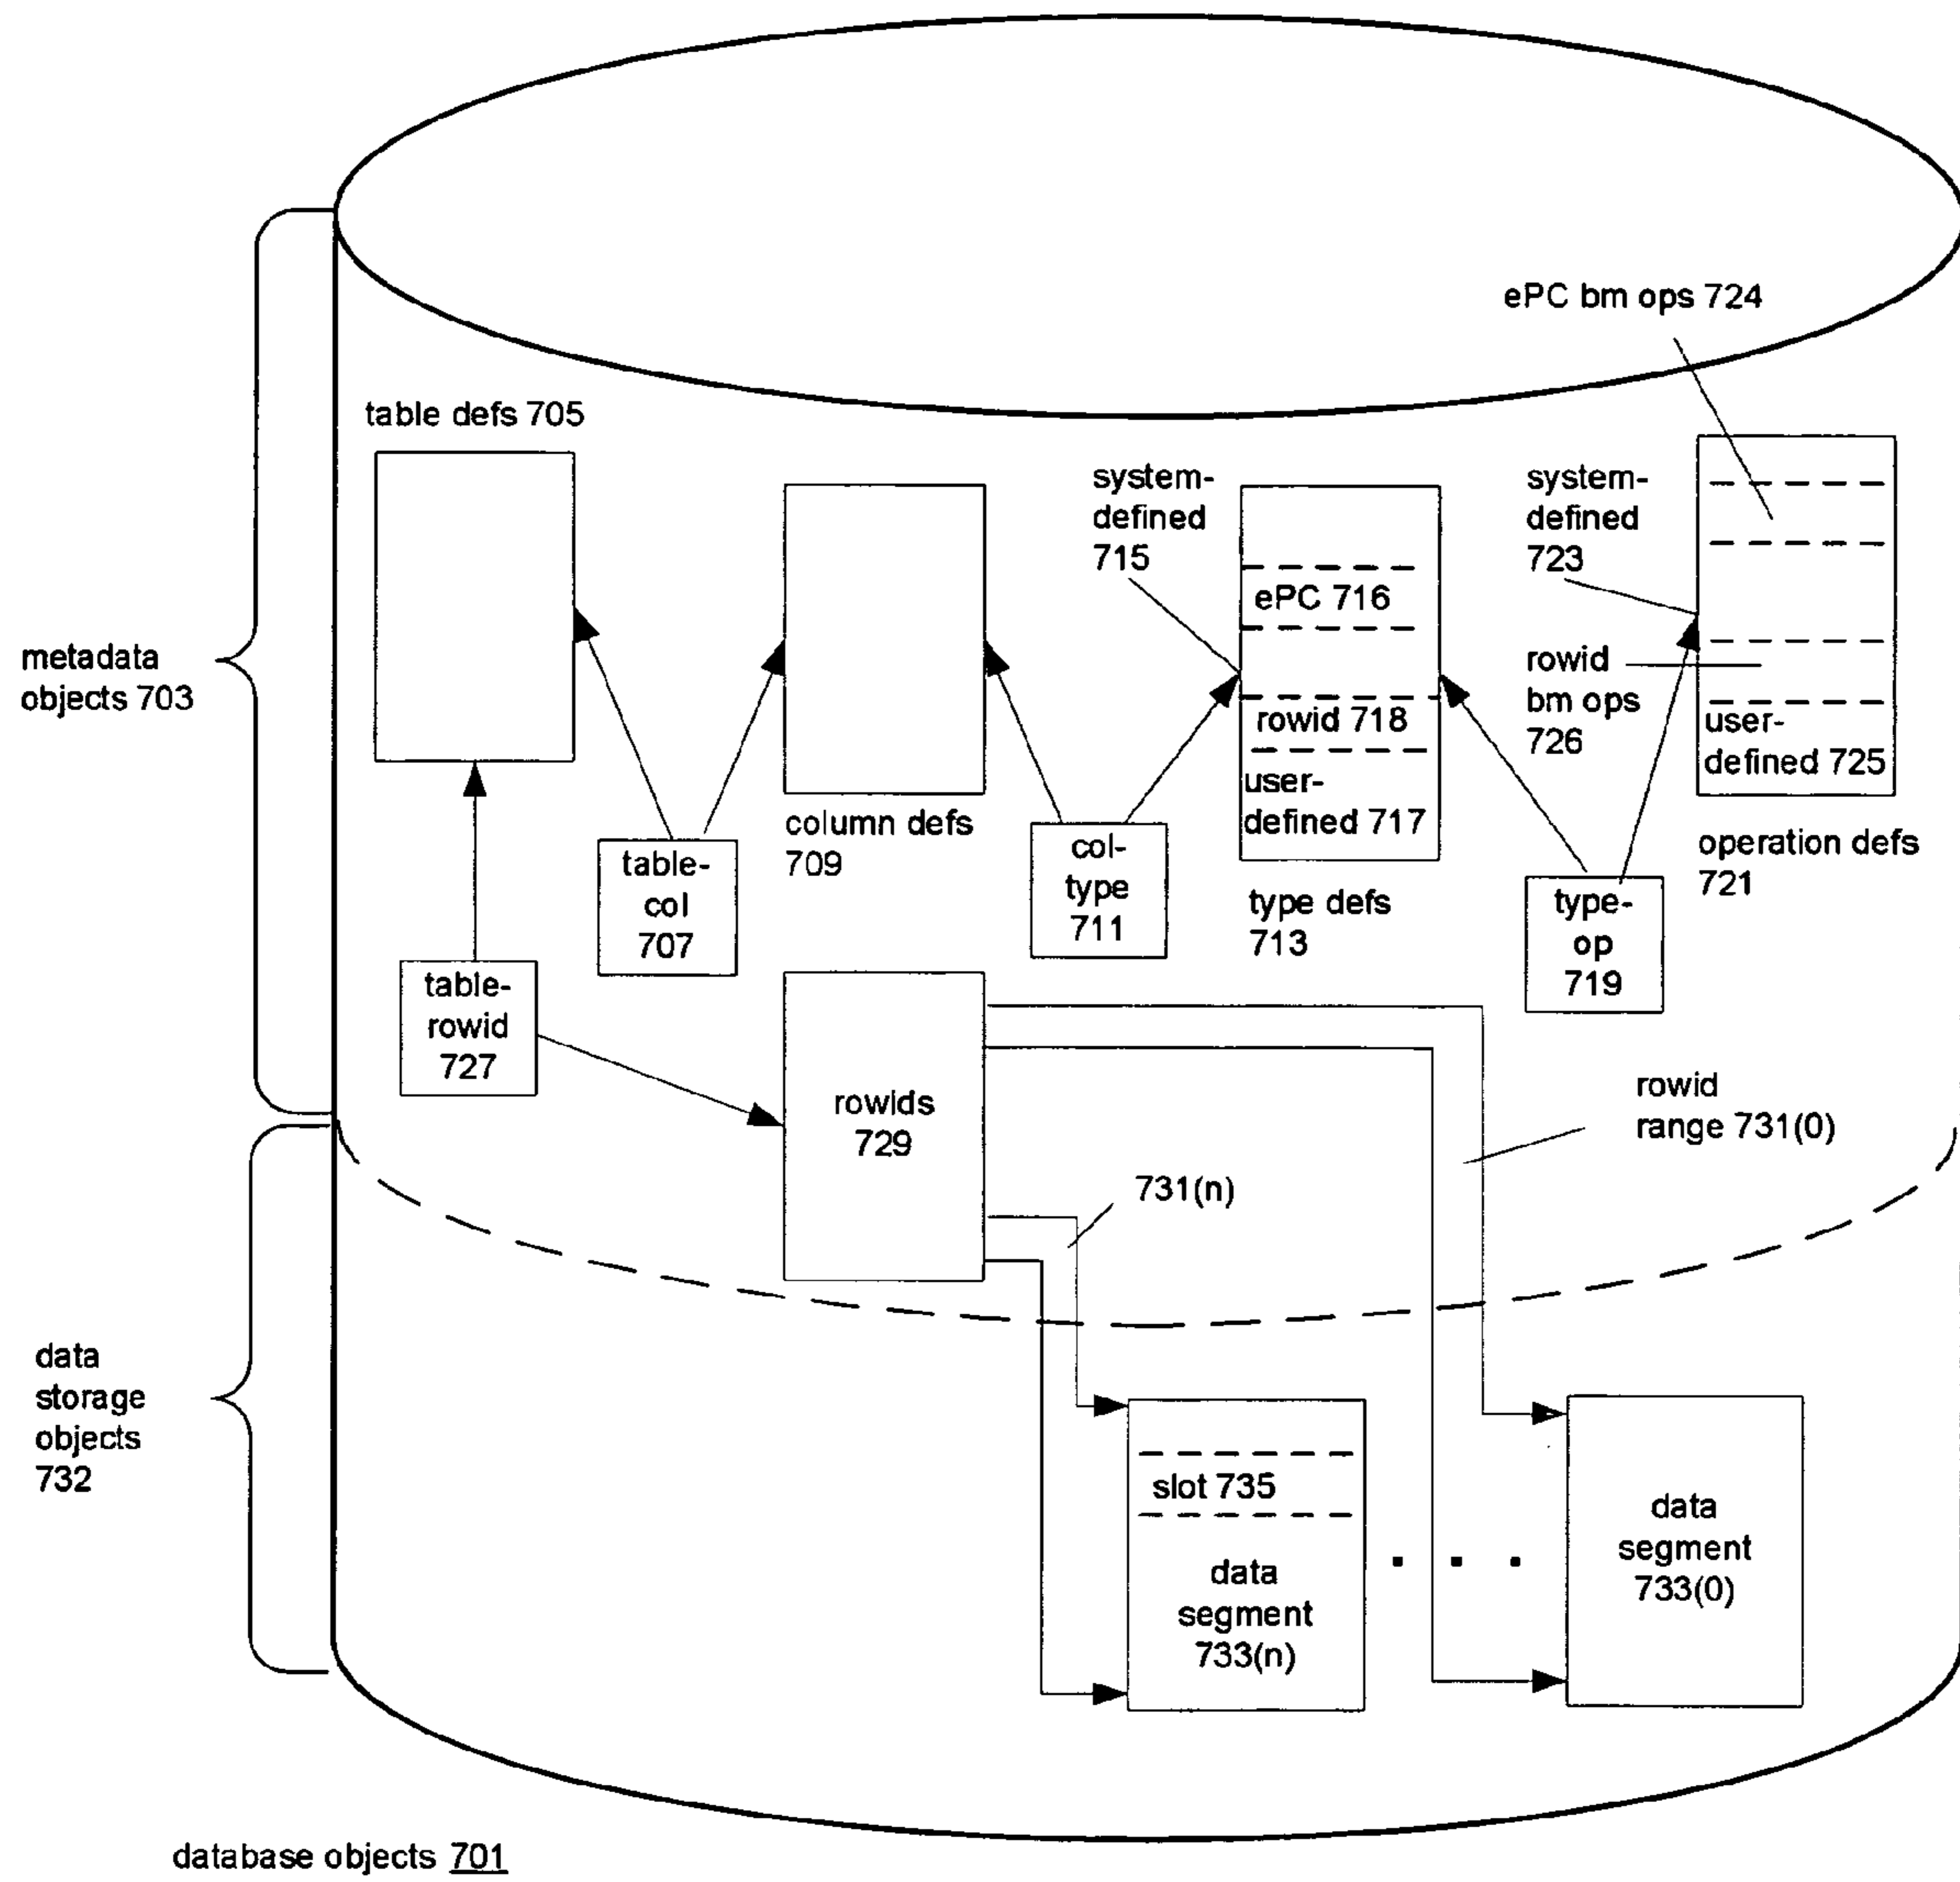 ePC bm ops 724
table defs 705
system-
defined
715
system-
defined
723
ePC 716
metadata
objects 703
rowid
bm ops
726
rowid 718
user-
defined 717
user-
defined 725
column defs
709
table-
col
707
col-
type
711
type defs
713
operation defs
721
type-
op
719
table-
rowid
727
rowids
729
rowid
range 731(0)
731(n)
data
storage
objects
732
slot 735
data
segment
733(n)
data
segment
733(0)
database objects 701